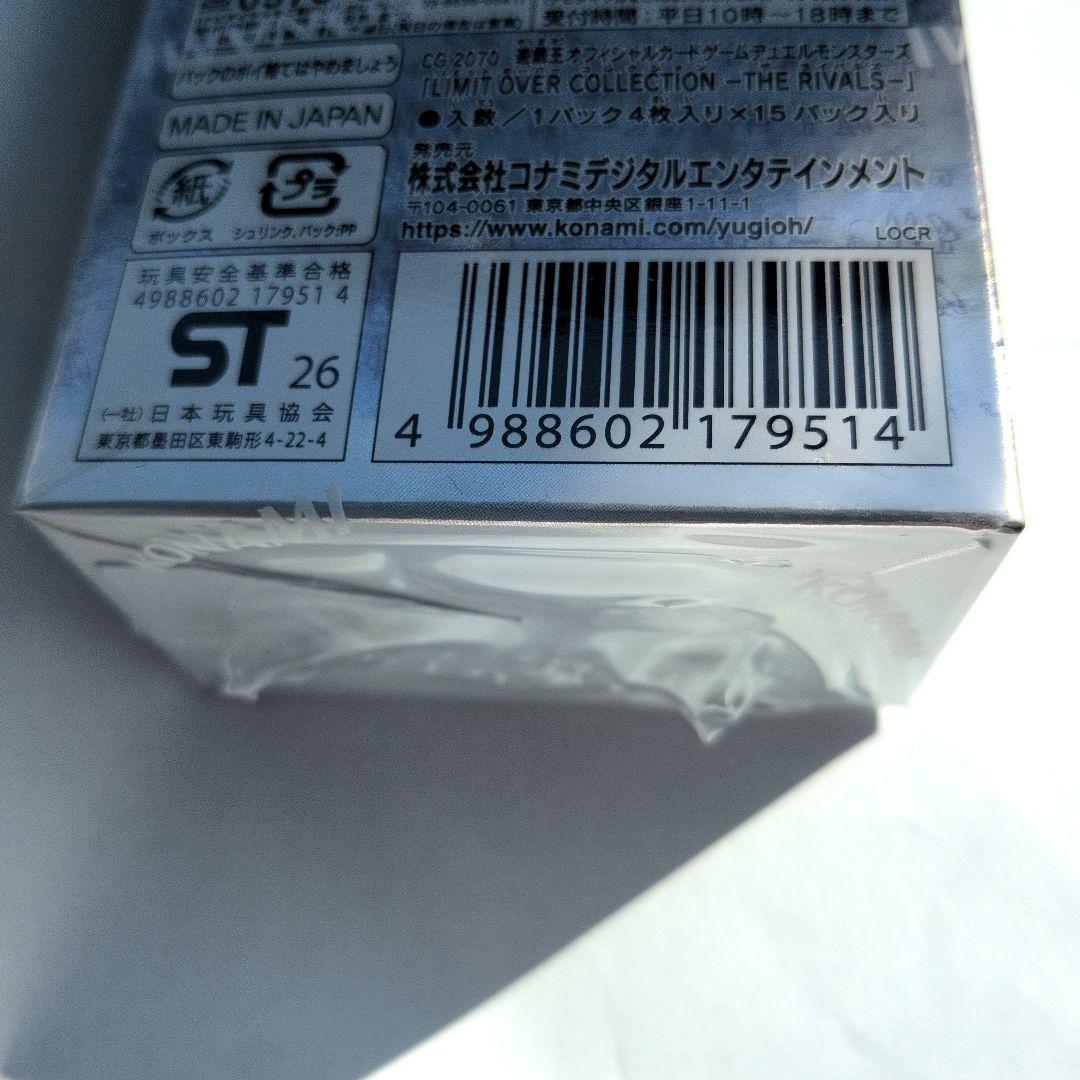 受付時間：平日10時～18時まで
パックのポイ捨てはやめましょう
CG 2070 遊戯王オフィシャルカードゲームデュエルモンスターズ
「LIMIT OVER COLLECTION −THE RIVALS−」
MADE IN JAPAN
●入数／1パック4枚入り×15パック入り
発売元
株式会社コナミデジタルエンタテインメント
〒104-0061 東京都中央区銀座1-11-1
https://www.konami.com/yugioh/ LOCR
紙 プラ
ボックス シュリンク、パック:PP
玩具安全基準合格
4988602 17951 4
ST 26
(一社)日本玩具協会
東京都墨田区東駒形4-22-4
4 988602 179514
KONAMI